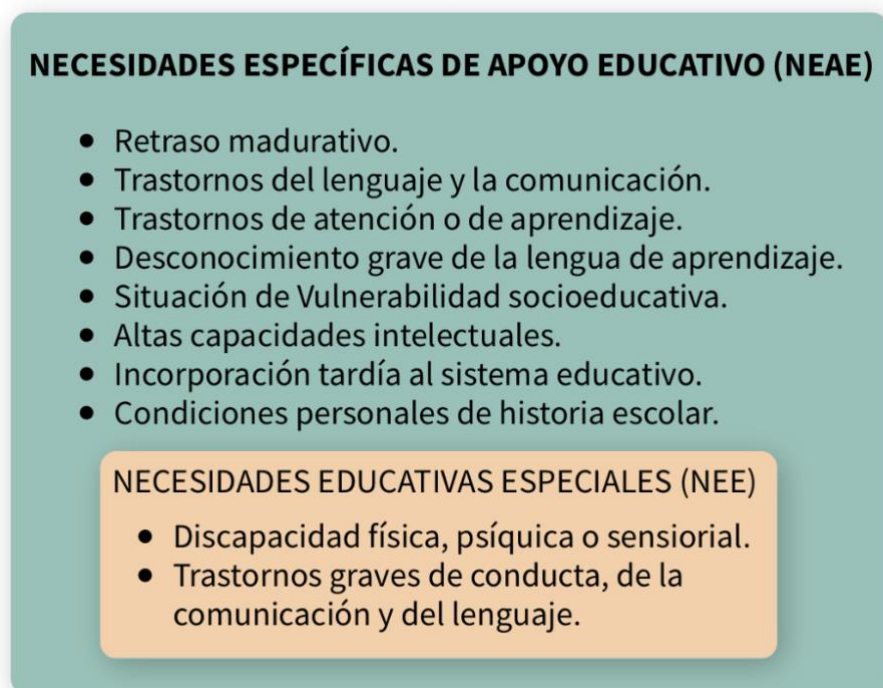 NECESIDADES ESPECÍFICAS DE APOYO EDUCATIVO (NEAE)
• Retraso madurativo.
• Trastornos del lenguaje y la comunicación.
• Trastornos de atención o de aprendizaje.
• Desconocimiento grave de la lengua de aprendizaje.
• Situación de Vulnerabilidad socioeducativa.
• Altas capacidades intelectuales.
• Incorporación tardía al sistema educativo.
• Condiciones personales de historia escolar.
NECESIDADES EDUCATIVAS ESPECIALES (NEE)
• Discapacidad física, psíquica o sensiorial.
• Trastornos graves de conducta, de la
comunicación y del lenguaje.